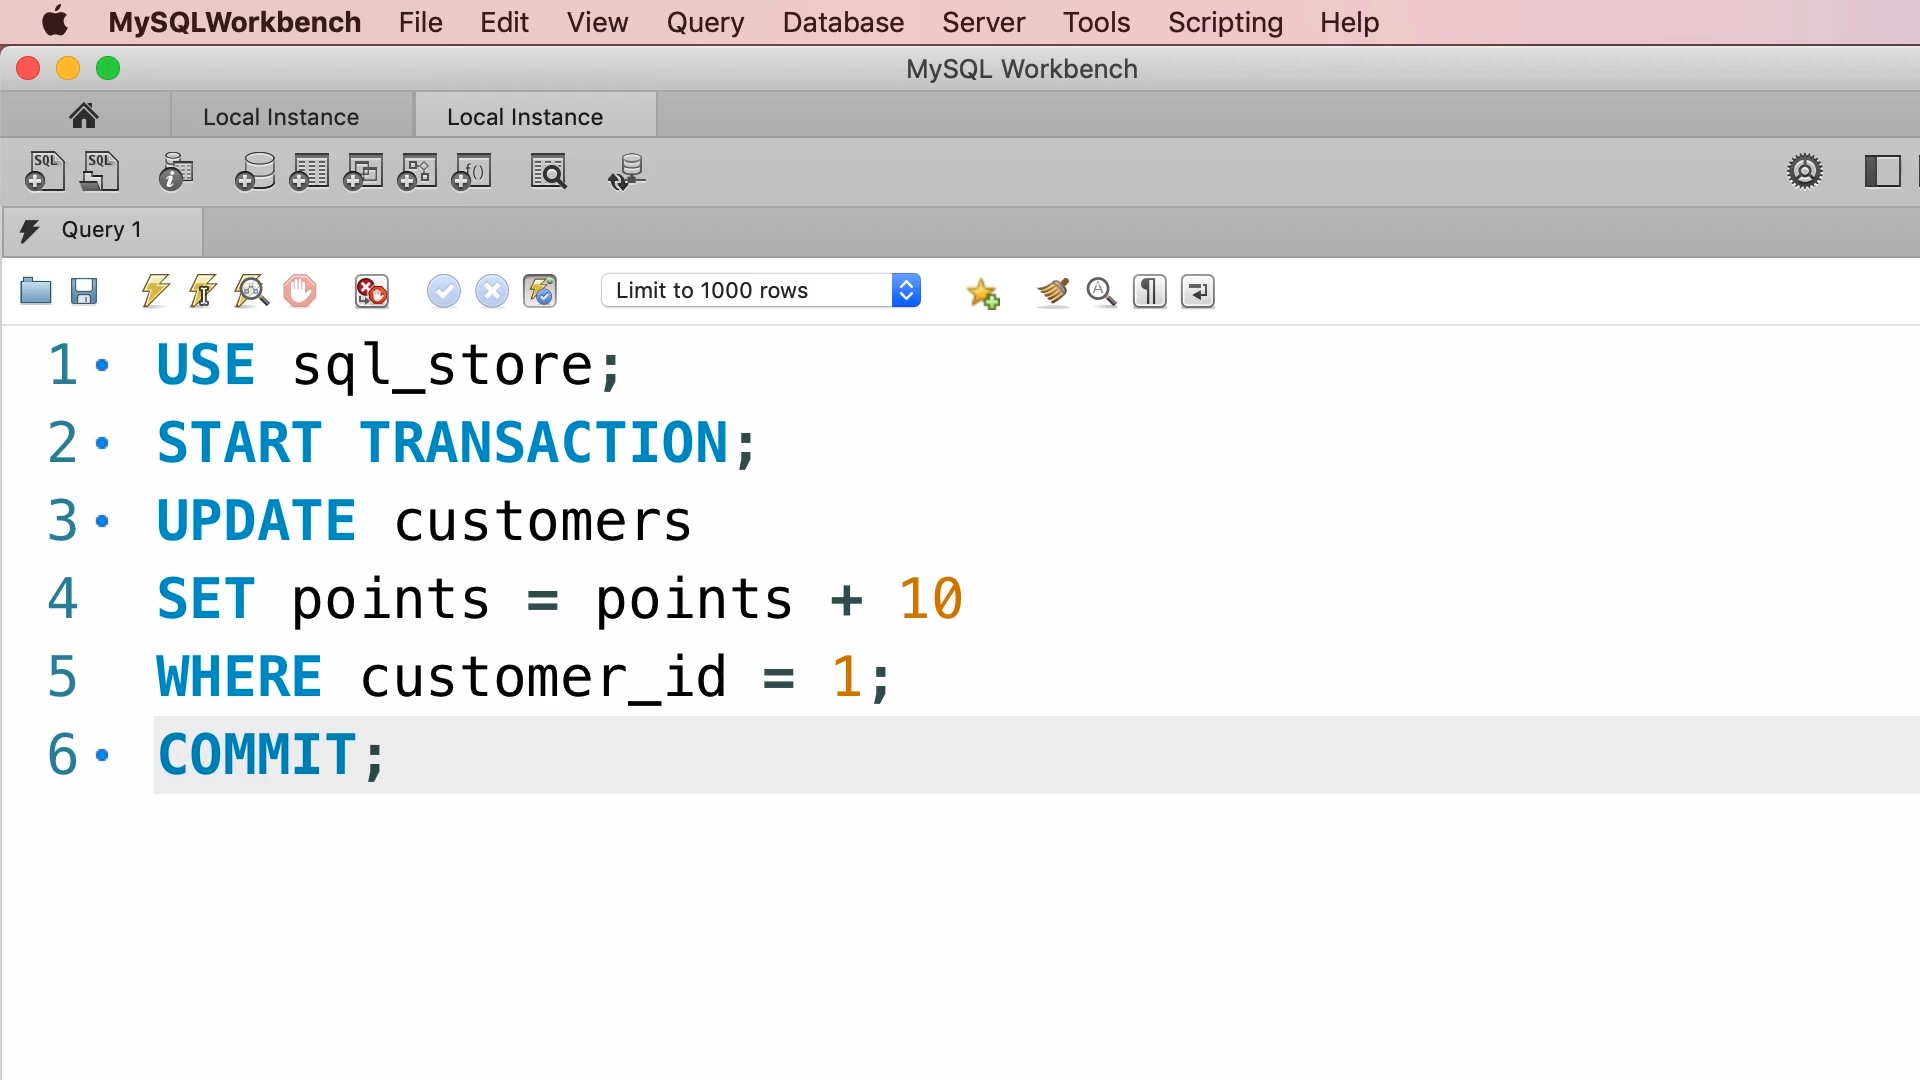 MySQLWorkbench File Edit View Query Database Server Tools Scripting Help
MySQL Workbench
Local Instance Local Instance
SQL SQL f()
Query 1
Limit to 1000 rows
1 USE sql_store;
2 START TRANSACTION;
3 UPDATE customers
4 SET points = points + 10
5 WHERE customer_id = 1;
6 COMMIT;